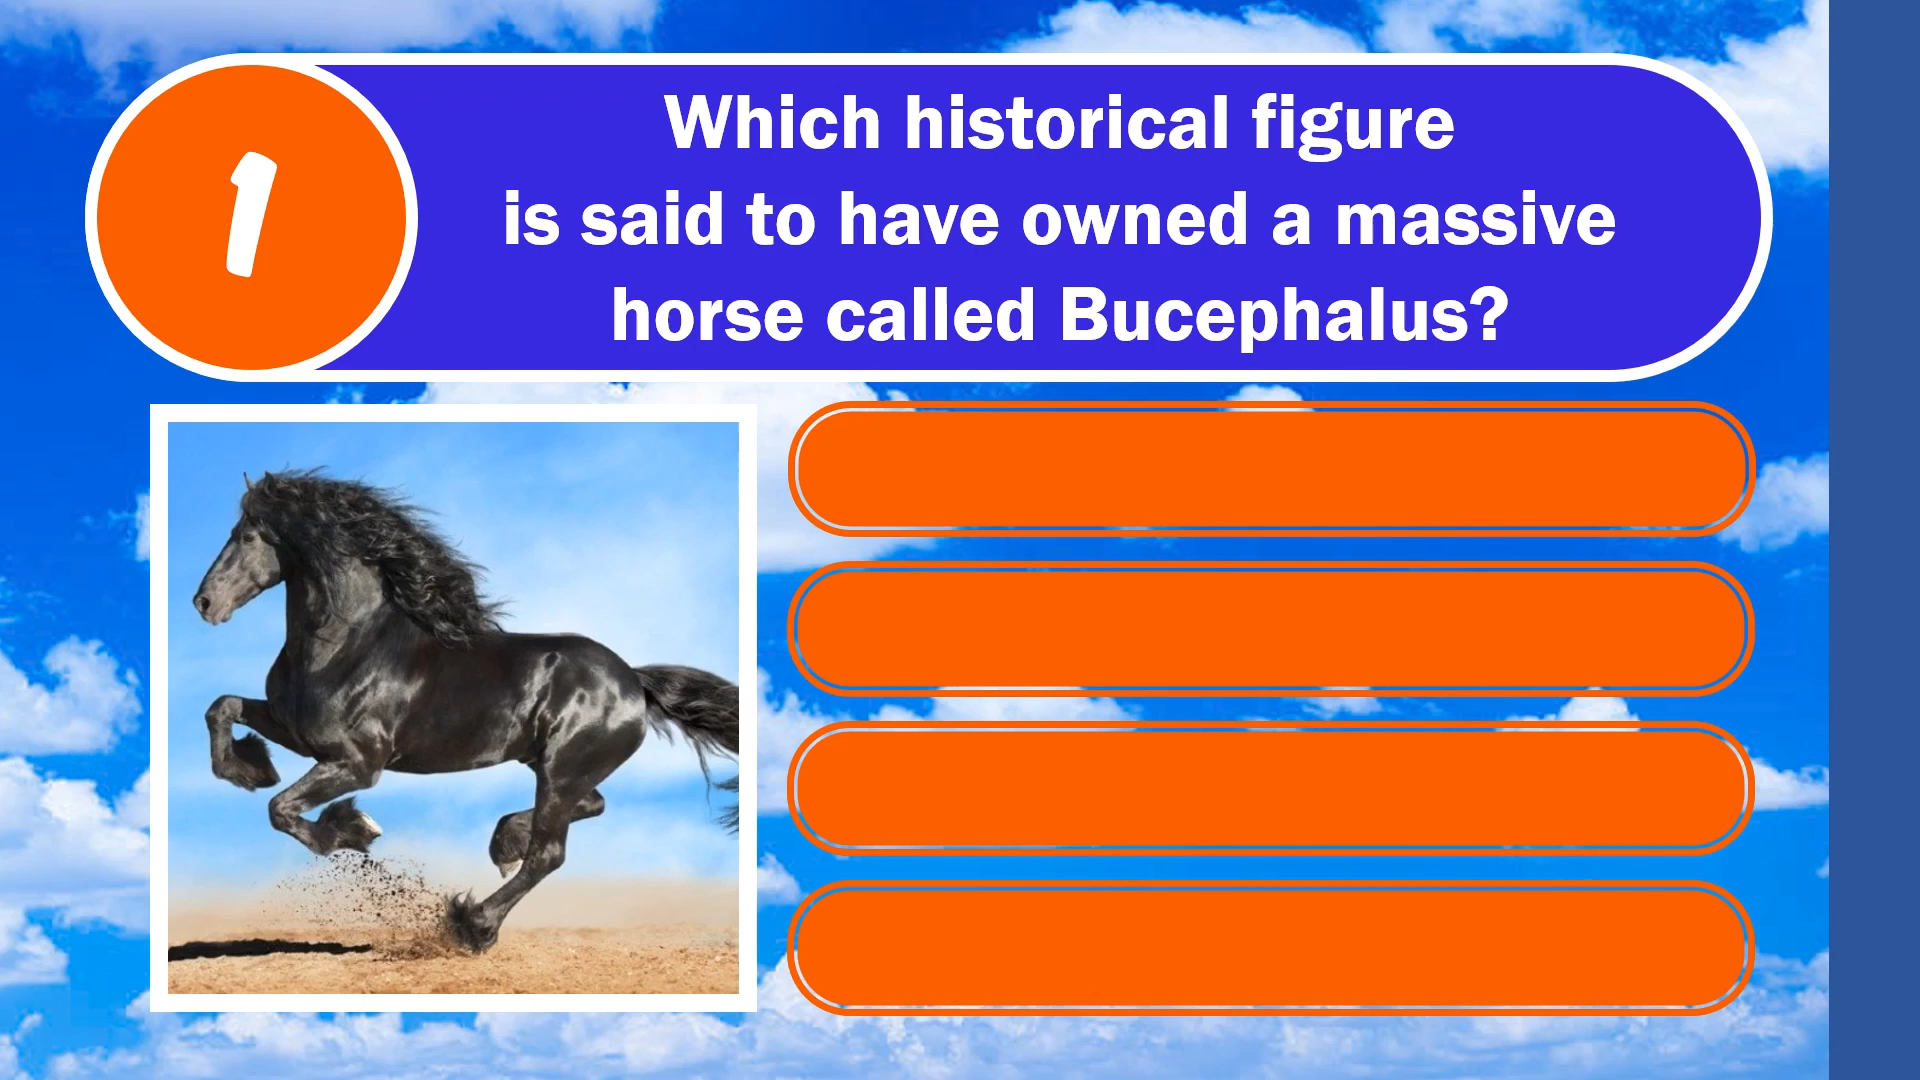 1
Which historical figure
is said to have owned a massive
horse called Bucephalus?